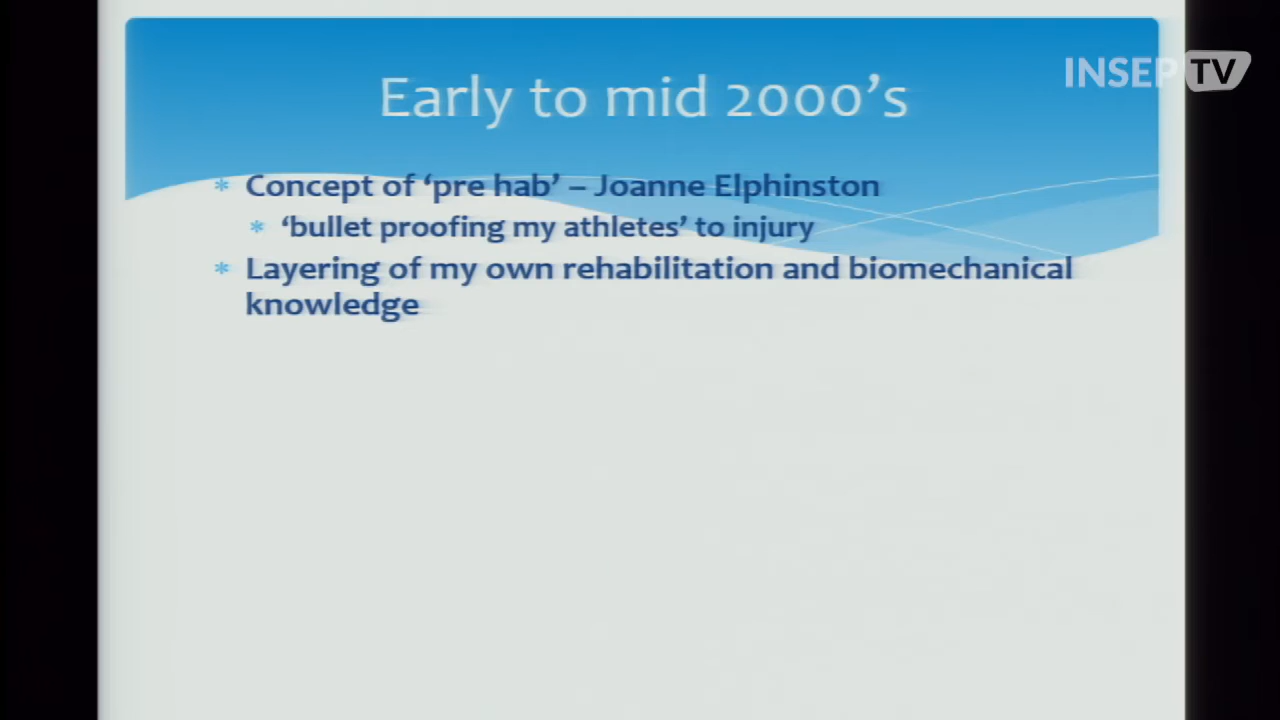 INSEP TV
Early to mid 2000's
* Concept of ‘pre hab’ – Joanne Elphinston
* ‘bullet proofing my athletes’ to injury
* Layering of my own rehabilitation and biomechanical
knowledge